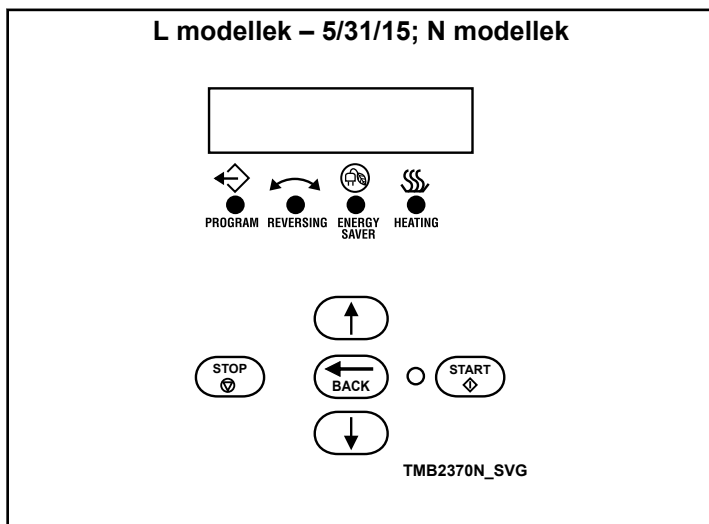 L modellek – 5/31/15; N modellek
PROGRAM REVERSING ENERGY SAVER HEATING
STOP
BACK
START
TMB2370N_SVG